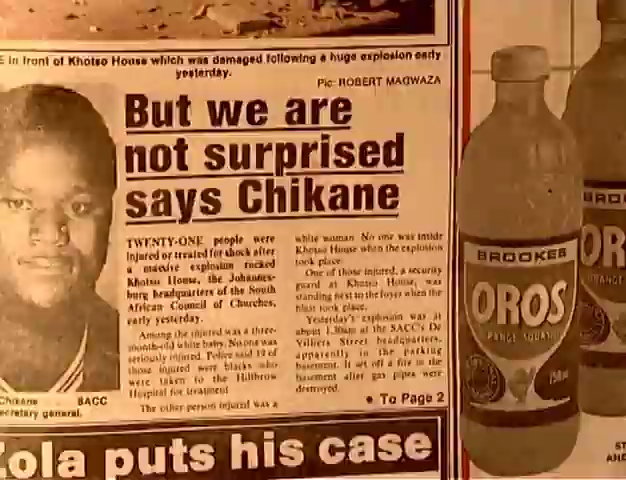 E in front of Khotso House which was damaged following a huge explosion early
yesterday.
Pic: ROBERT MAGWAZA
But we are
not surprised
says Chikane
TWENTY-ONE people were
injured or treated for shock after
a massive explosion rocked
Khotso House, the Johannes-
burg headquarters of the South
African Council of Churches,
early yesterday.
Among the injured was a three-
month-old white baby. No one was
seriously injured. Police said 19 of
those injured were blacks who
were taken to the Hillbrow
Hospital for treatment.
The other person injured was a
white woman. No one was inside
Khotso House when the explosion
took place.
One of those injured, a security
guard at Khotso House, was
standing next to the foyer when the
blast took place.
Yesterday's explosion was at
about 1.30am at the SACC's De
Villiers Street headquarters,
apparently in the parking
basement. It set off a fire in the
basement after gas pipes were
destroyed.
• To Page 2
Chikane SACC
ecretary general.
Zola puts his case
BROOKES
OROS
ORANGE SQUASH
750ml
BRO
OR
ORANGE
ST
AND